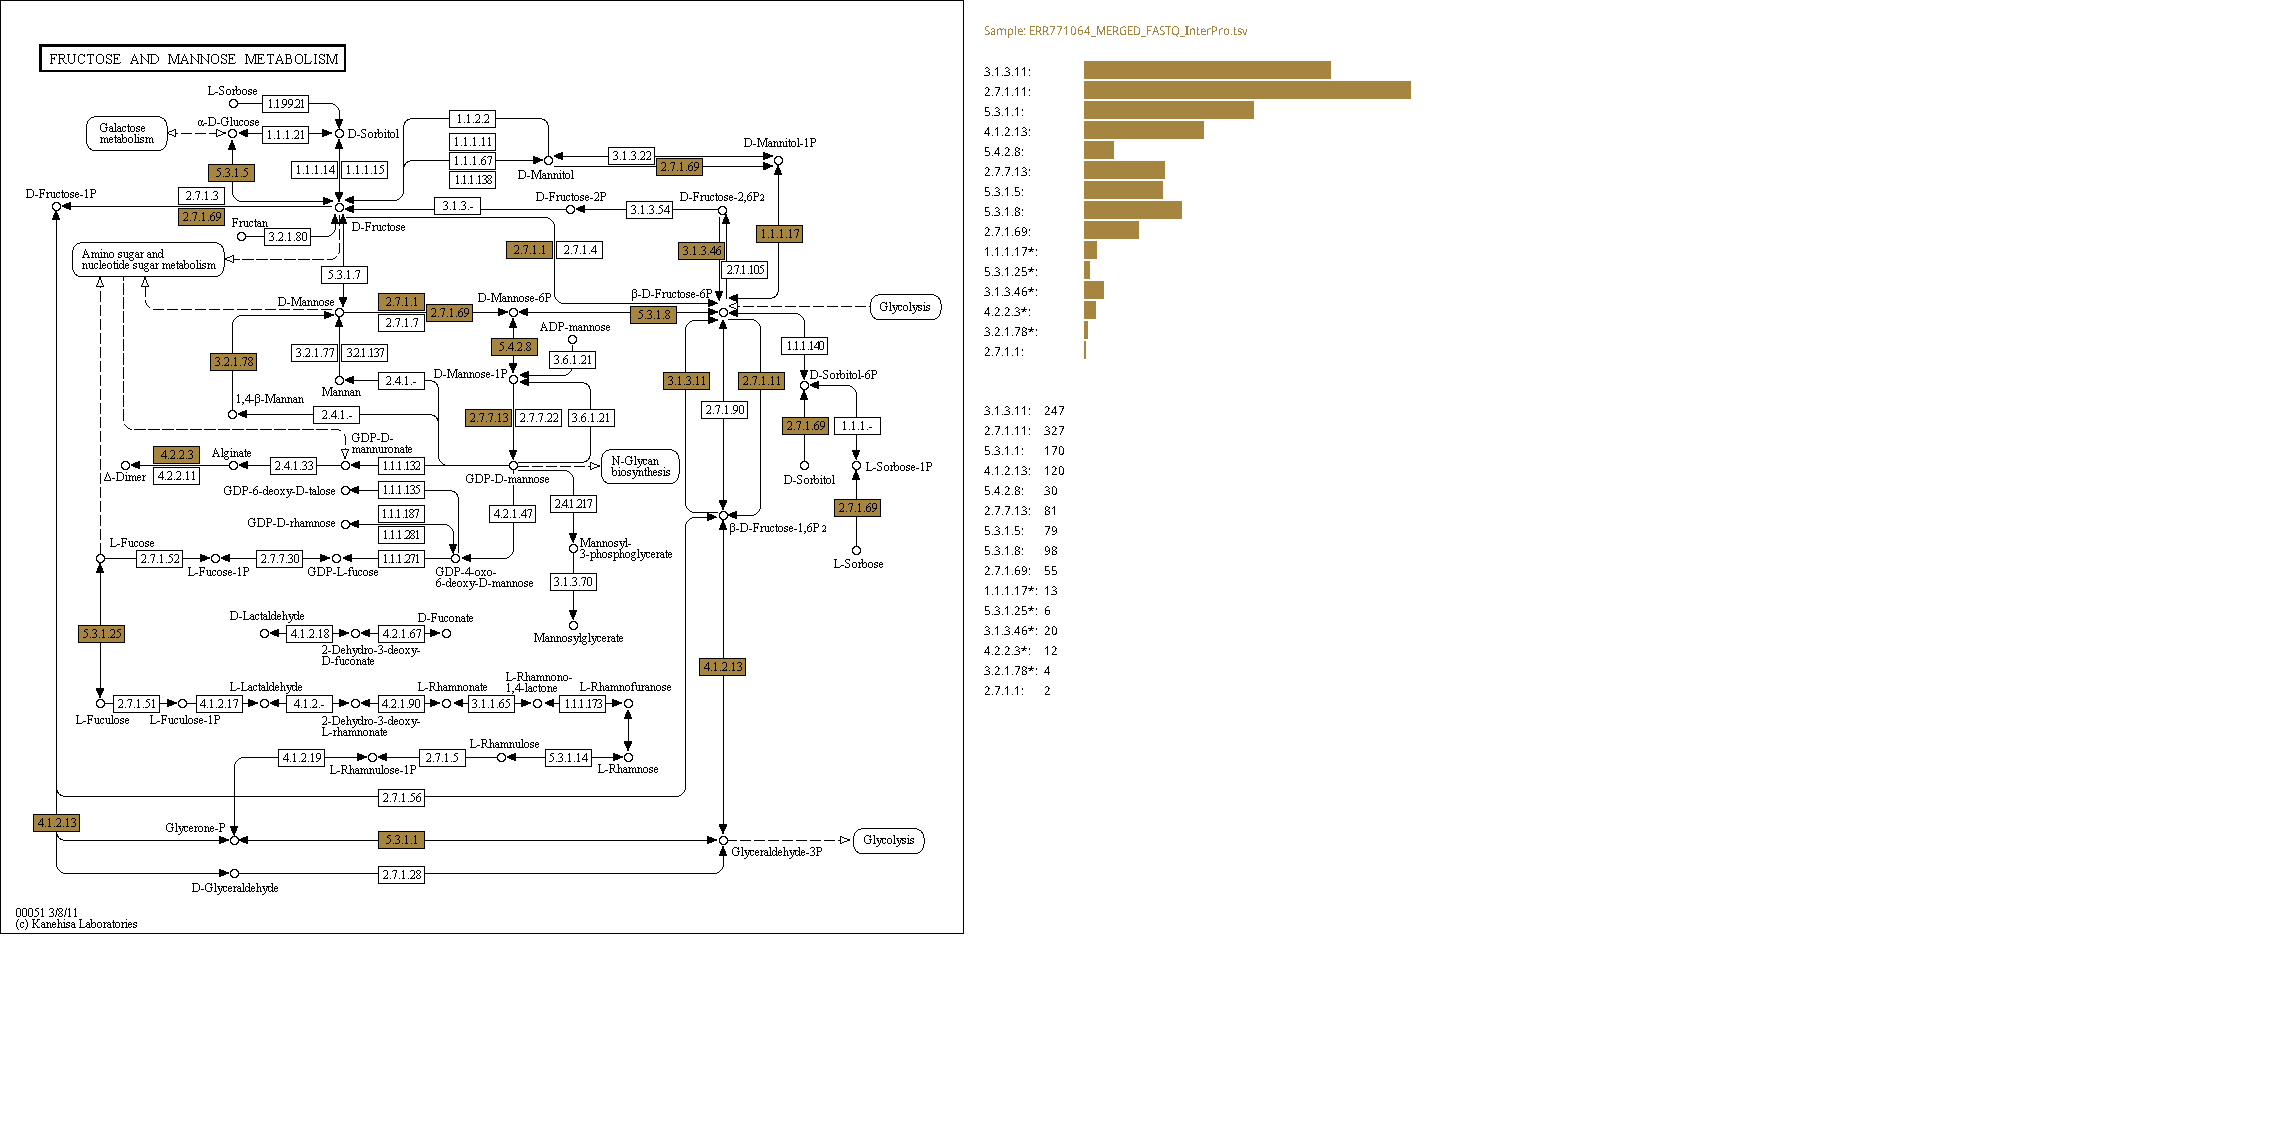 FRUCTOSE AND MANNOSE METABOLISM
L-Sorbose
1.1.99.21
Galactose
metabolism
α-D-Glucose
1.1.1.21
D-Sorbitol
1.1.2.2
1.1.1.11
1.1.1.67
1.1.1.138
D-Mannitol
3.1.3.22
2.7.1.69
D-Mannitol-1P
5.3.1.5
1.1.1.14
1.1.1.15
D-Fructose-1P
2.7.1.3
2.7.1.69
3.1.3.-
D-Fructose-2P
3.1.3.54
D-Fructose-2,6P2
Fructan
3.2.1.80
D-Fructose
1.1.1.17
Amino sugar and
nucleotide sugar metabolism
2.7.1.1
2.7.1.4
3.1.3.46
2.7.1.105
5.3.1.7
D-Mannose
2.7.1.1
2.7.1.69
2.7.1.7
D-Mannose-6P
β-D-Fructose-6P
5.3.1.8
Glycolysis
ADP-mannose
3.2.1.78
3.2.1.77
3.2.1.137
5.4.2.8
3.6.1.21
1.1.1.140
D-Mannose-1P
2.4.1.-
Mannan
3.1.3.11
2.7.1.11
D-Sorbitol-6P
1,4-β-Mannan
2.4.1.-
2.7.7.13
2.7.7.22
3.6.1.21
2.7.1.90
2.7.1.69
1.1.1.-
GDP-D-
mannuronate
4.2.2.3
4.2.2.11
Alginate
Δ-Dimer
2.4.1.33
1.1.1.132
GDP-D-mannose
N-Glycan
biosynthesis
D-Sorbitol
L-Sorbose-1P
GDP-6-deoxy-D-talose
1.1.1.135
GDP-D-rhamnose
1.1.1.187
1.1.1.281
4.2.1.47
2.4.1.217
2.7.1.69
β-D-Fructose-1,6P2
L-Fucose
2.7.1.52
L-Fucose-1P
2.7.7.30
GDP-L-fucose
1.1.1.271
GDP-4-oxo-
6-deoxy-D-mannose
Mannosyl-
3-phosphoglycerate
L-Sorbose
3.1.3.70
Mannosylglycerate
5.3.1.25
D-Lactaldehyde
4.1.2.18
2-Dehydro-3-deoxy-
D-fuconate
4.2.1.67
D-Fuconate
4.1.2.13
L-Fuculose
2.7.1.51
L-Fuculose-1P
4.1.2.17
L-Lactaldehyde
4.1.2.-
2-Dehydro-3-deoxy-
L-rhamnonate
4.2.1.90
L-Rhamnonate
3.1.1.65
L-Rhamnono-
1,4-lactone
1.1.1.173
L-Rhamnofuranose
4.1.2.19
L-Rhamnulose-1P
2.7.1.5
L-Rhamnulose
5.3.1.14
L-Rhamnose
2.7.1.56
4.1.2.13
Glycerone-P
5.3.1.1
Glyceraldehyde-3P
Glycolysis
D-Glyceraldehyde
2.7.1.28
00051 3/8/11
(c) Kanehisa Laboratories
Sample: ERR771064_MERGED_FASTQ_InterPro.tsv
3.1.3.11:
2.7.1.11:
5.3.1.1:
4.1.2.13:
5.4.2.8:
2.7.7.13:
5.3.1.5:
5.3.1.8:
2.7.1.69:
1.1.1.17*:
5.3.1.25*:
3.1.3.46*:
4.2.2.3*:
3.2.1.78*:
2.7.1.1:
3.1.3.11: 247
2.7.1.11: 327
5.3.1.1: 170
4.1.2.13: 120
5.4.2.8: 30
2.7.7.13: 81
5.3.1.5: 79
5.3.1.8: 98
2.7.1.69: 55
1.1.1.17*: 13
5.3.1.25*: 6
3.1.3.46*: 20
4.2.2.3*: 12
3.2.1.78*: 4
2.7.1.1: 2